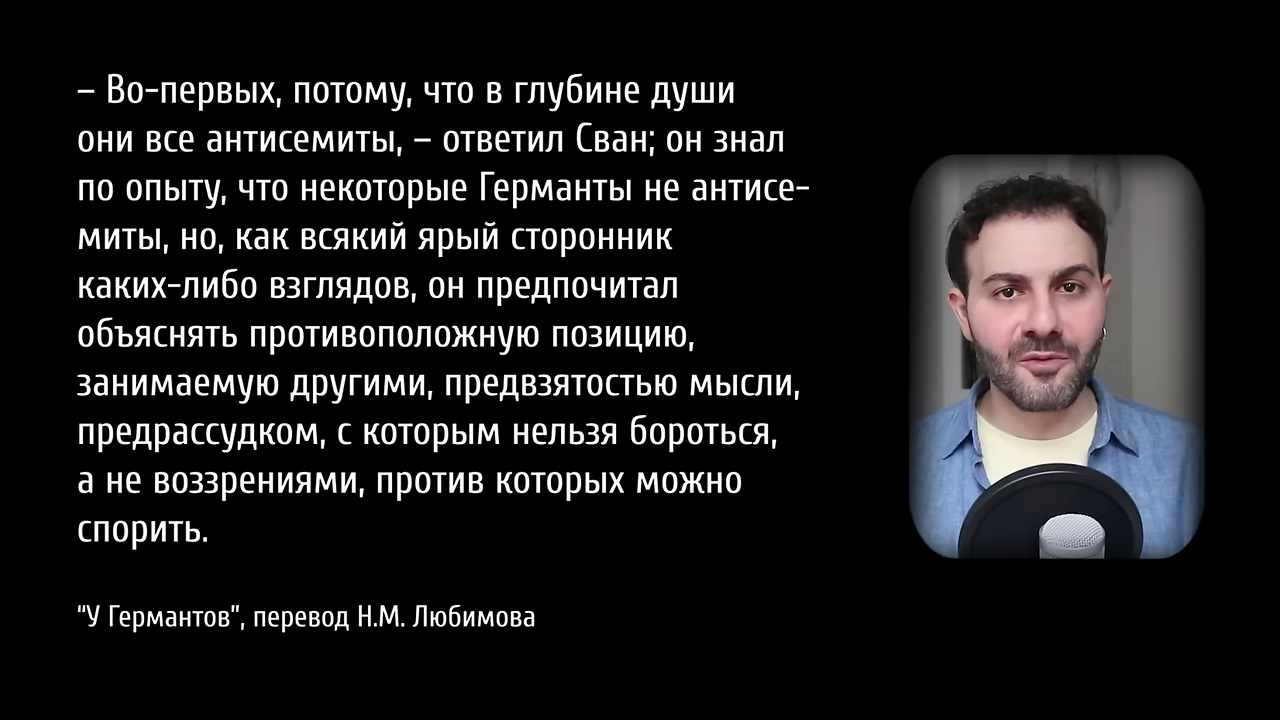 – Во-первых, потому, что в глубине души
они все антисемиты, – ответил Сван; он знал
по опыту, что некоторые Германты не антисе-
миты, но, как всякий ярый сторонник
каких-либо взглядов, он предпочитал
объяснять противоположную позицию,
занимаемую другими, предвзятостью мысли,
предрассудком, с которым нельзя бороться,
а не воззрениями, против которых можно
спорить.
“У Германтов”, перевод Н.М. Любимова